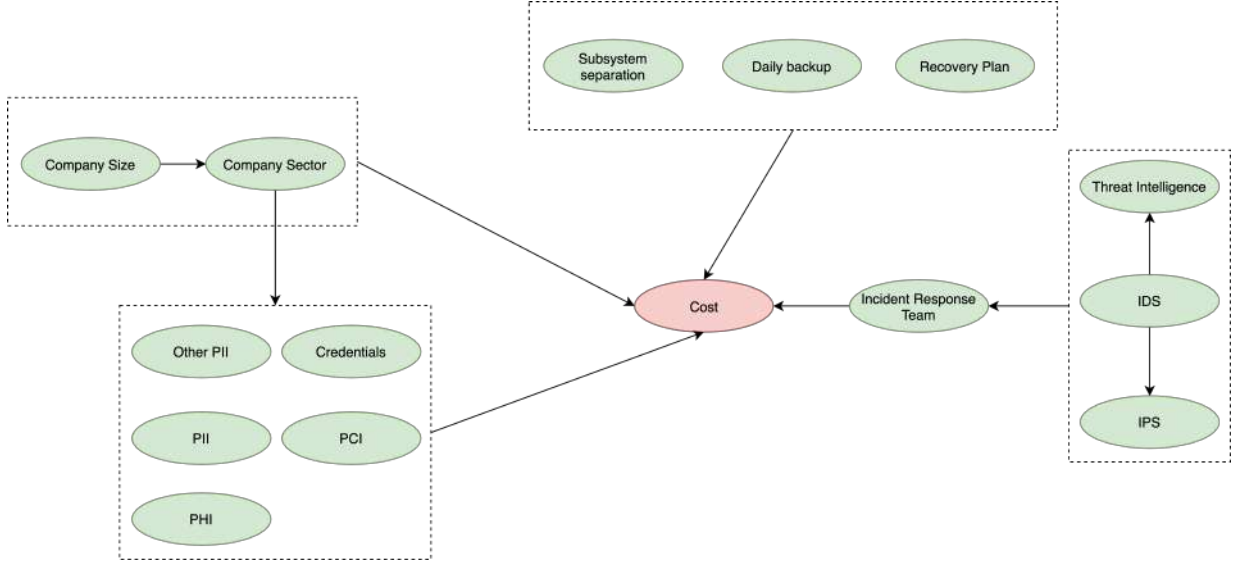 Subsystem
separation
Daily backup
Recovery Plan
Company Size
Company Sector
Threat Intelligence
Cost
Incident Response
Team
IDS
Other PII
Credentials
PII
PCI
IPS
PHI